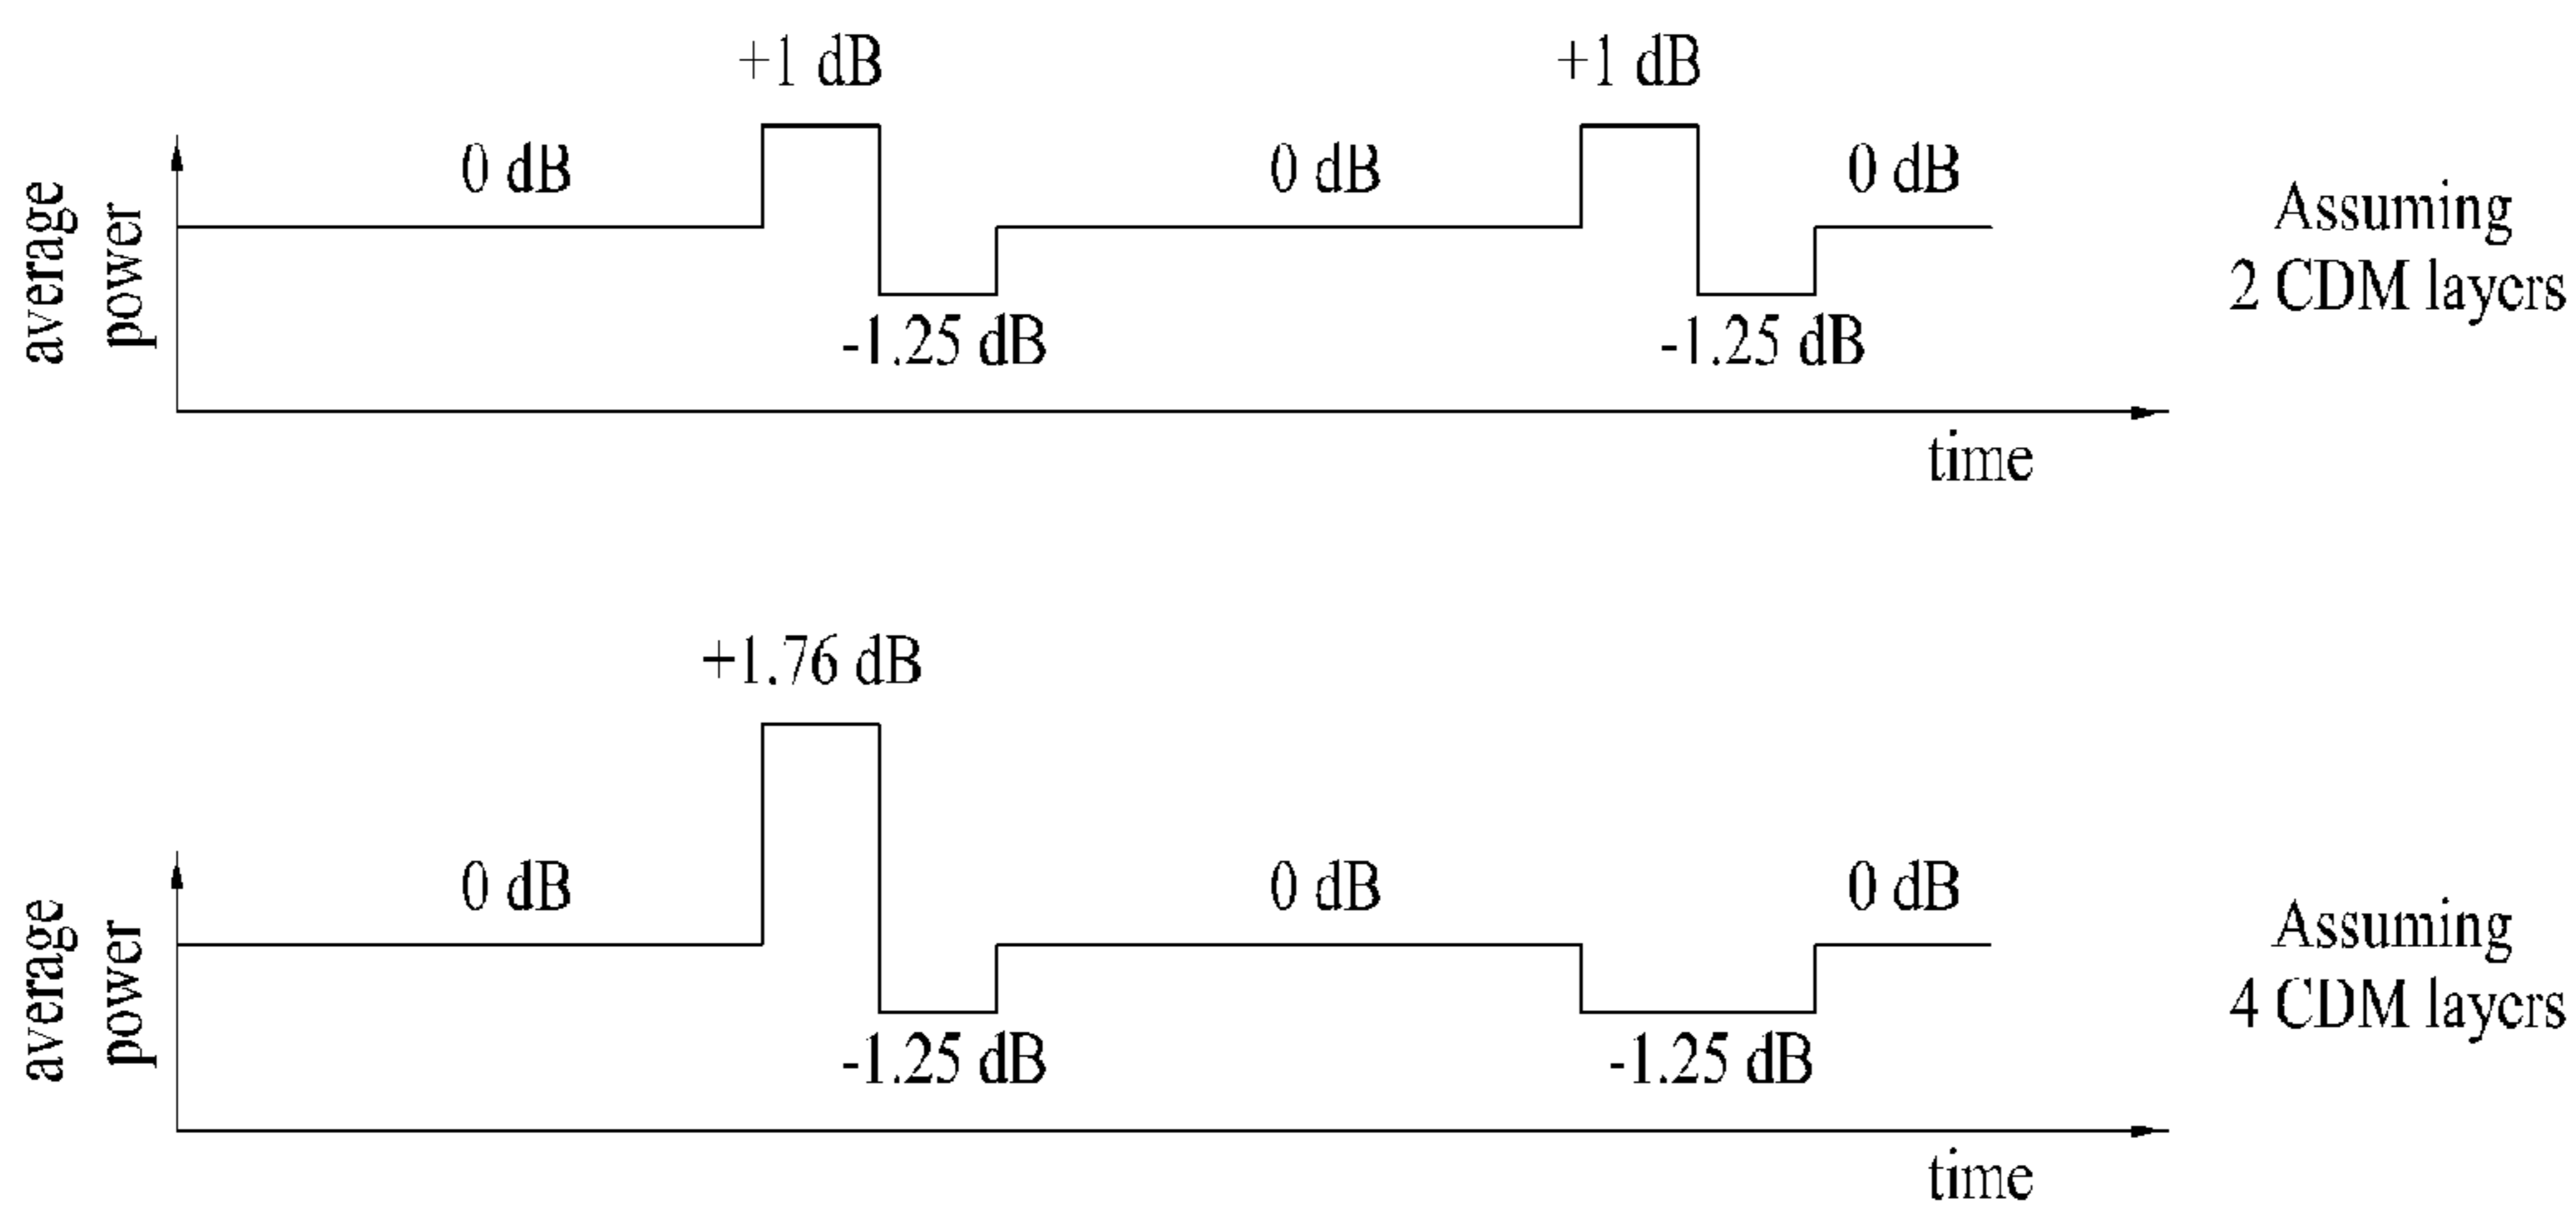 +1 dB
+1 dB
0 dB
0 dB
0 dB
average
power
-1.25 dB
-1.25 dB
Assuming
2 CDM layers
time
+1.76 dB
0 dB
0 dB
0 dB
average
power
-1.25 dB
-1.25 dB
Assuming
4 CDM layers
time